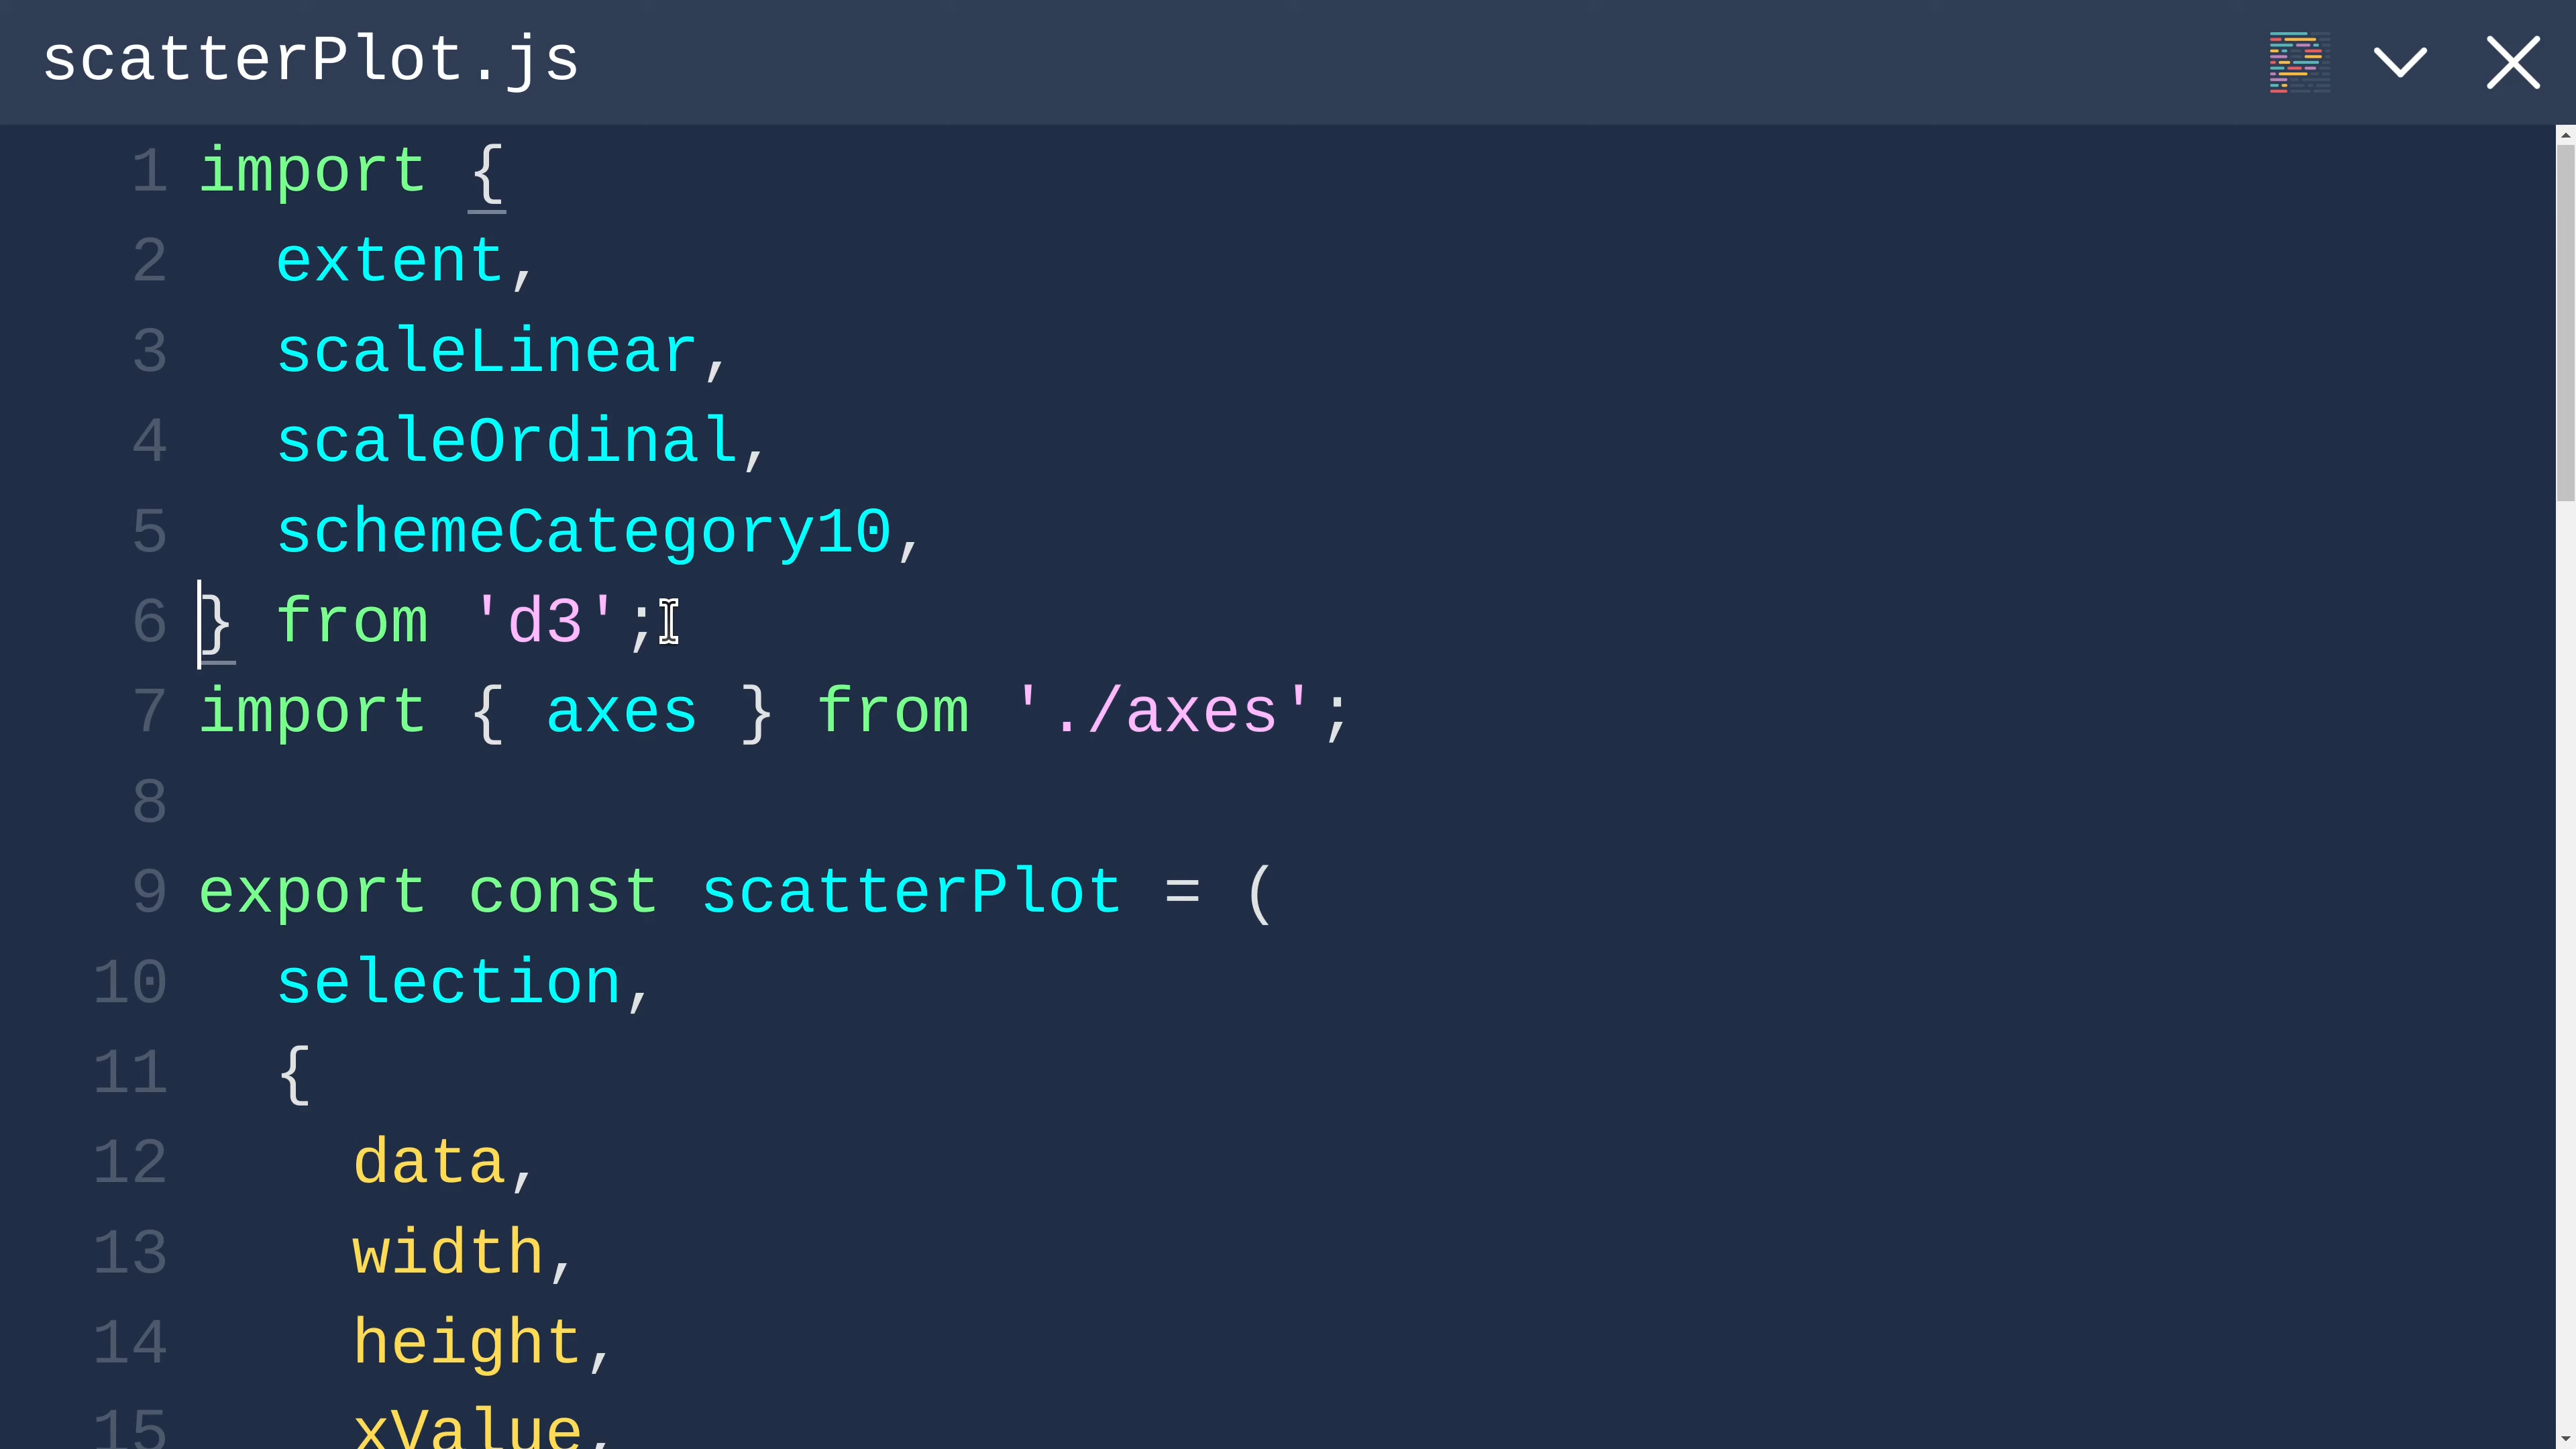 scatterPlot.js
1 import {
2   extent,
3   scaleLinear,
4   scaleOrdinal,
5   schemeCategory10,
6 } from 'd3';
7 import { axes } from './axes';
8
9 export const scatterPlot = (
10   selection,
11   {
12     data,
13     width,
14     height,
15     xValue,